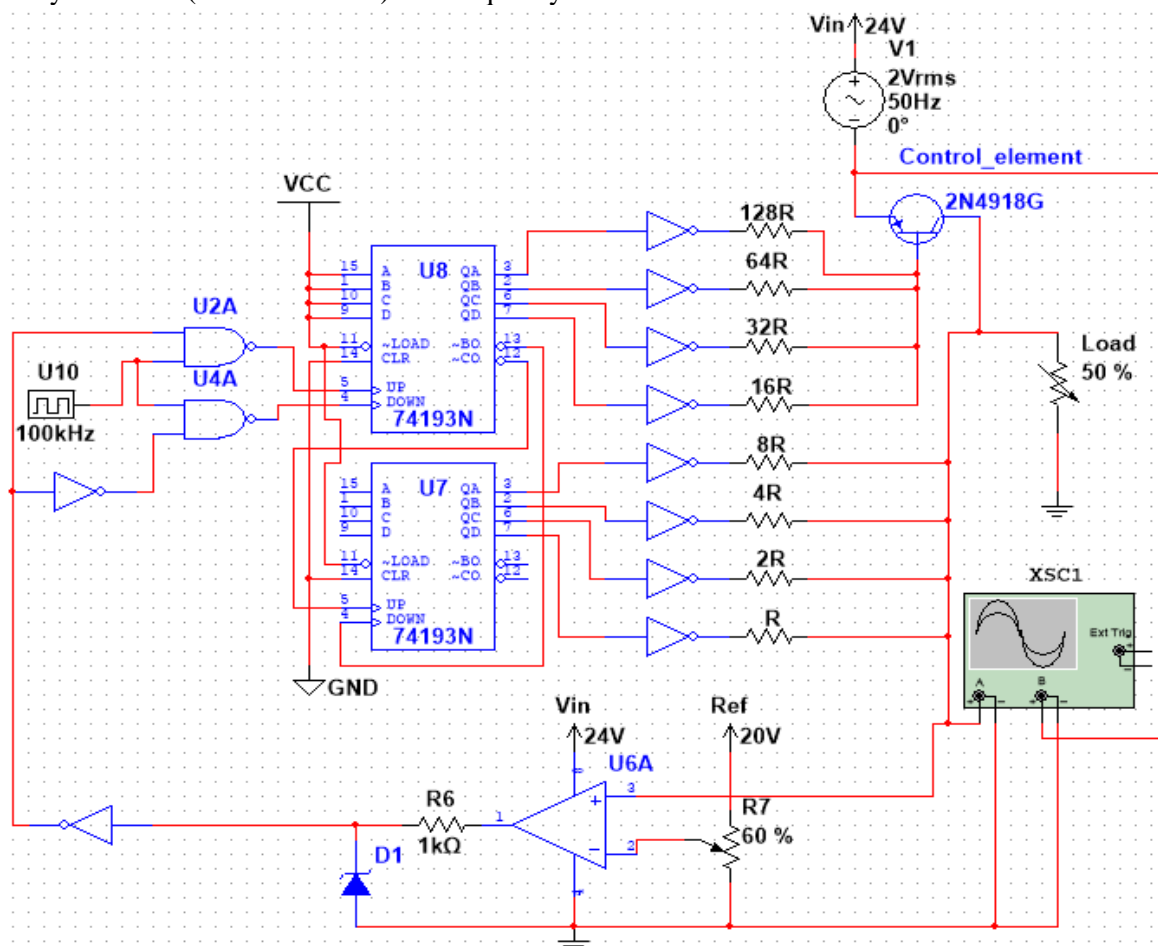 Vin 24V
V1
2Vrms
50Hz
0°
Control_element
2N4918G
VCC
128R
64R
32R
16R
8R
4R
2R
R
15 A U8 QA 3
1 B QB 2
10 C QC 6
9 D QD 7
11 ~LOAD ~BO 13
14 CLR ~CO 12
5 UP
4 DOWN
74193N
U2A
U4A
U10
100kHz
15 A U7 QA 3
1 B QB 2
10 C QC 6
9 D QD 7
11 ~LOAD ~BO 13
14 CLR ~CO 12
5 UP
4 DOWN
74193N
GND
Load
50 %
XSC1
Ext Trig
A
B
Vin
24V
Ref
20V
U6A
3
2
1
R6
1kΩ
D1
R7
60 %